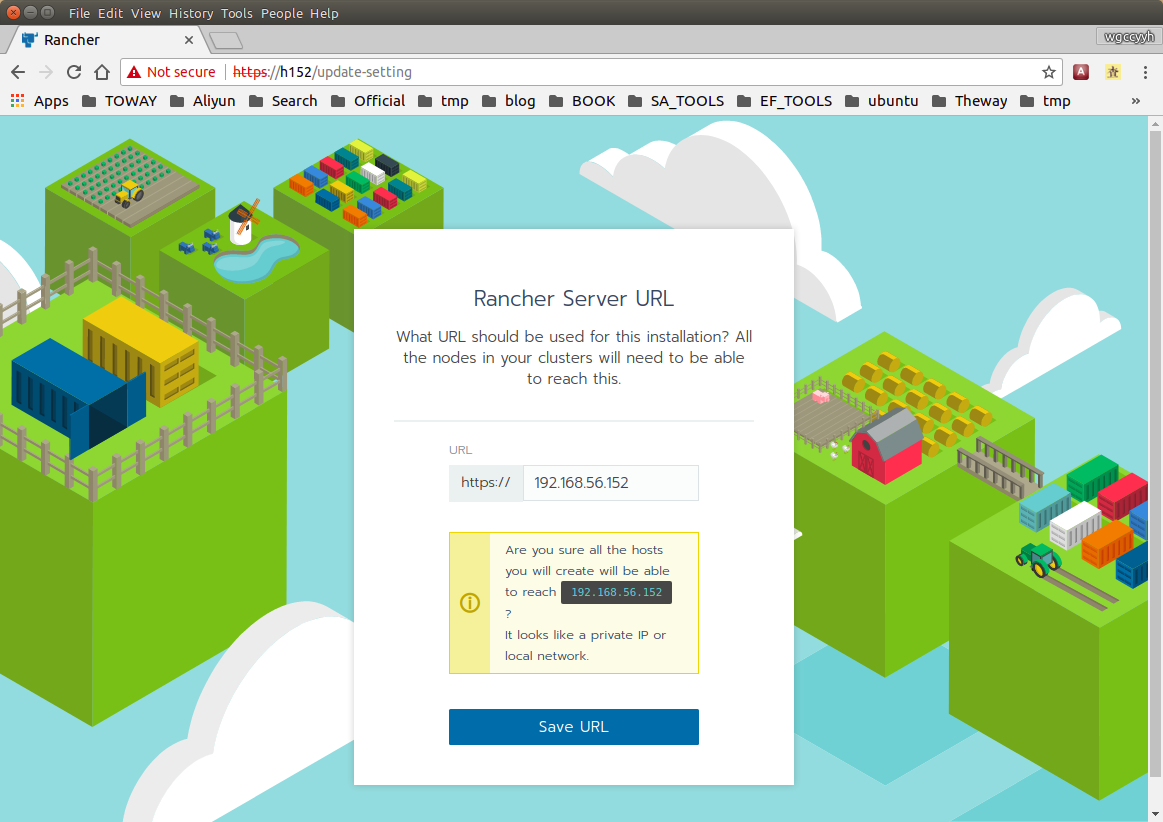 File Edit View History Tools People Help
Rancher
wgccyyh
Not secure https://h152/update-setting
A
Apps TOWAY Aliyun Search Official tmp blog BOOK SA_TOOLS EF_TOOLS ubuntu Theway tmp »
Rancher Server URL
What URL should be used for this installation? All
the nodes in your clusters will need to be able
to reach this.
URL
https:// 192.168.56.152
Are you sure all the hosts
you will create will be able
to reach 192.168.56.152
?
It looks like a private IP or
local network.
Save URL